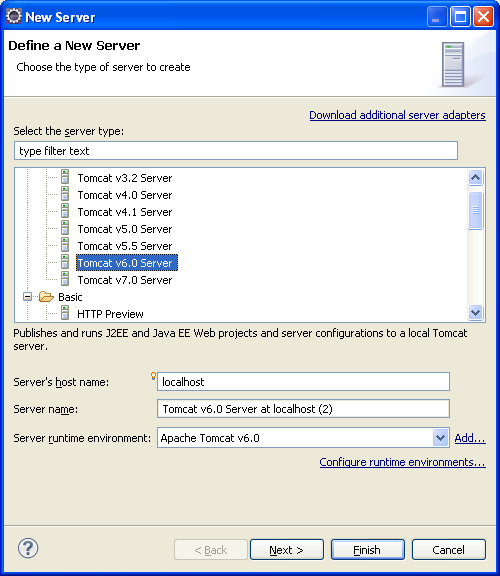 New Server
Define a New Server
Choose the type of server to create
Download additional server adapters
Select the server type:
type filter text
Tomcat v3.2 Server
Tomcat v4.0 Server
Tomcat v4.1 Server
Tomcat v5.0 Server
Tomcat v5.5 Server
Tomcat v6.0 Server
Tomcat v7.0 Server
Basic
HTTP Preview
Publishes and runs J2EE and Java EE Web projects and server configurations to a local Tomcat
server.
Server's host name: localhost
Server name: Tomcat v6.0 Server at localhost (2)
Server runtime environment: Apache Tomcat v6.0 Add...
Configure runtime environments...
? < Back Next > Finish Cancel